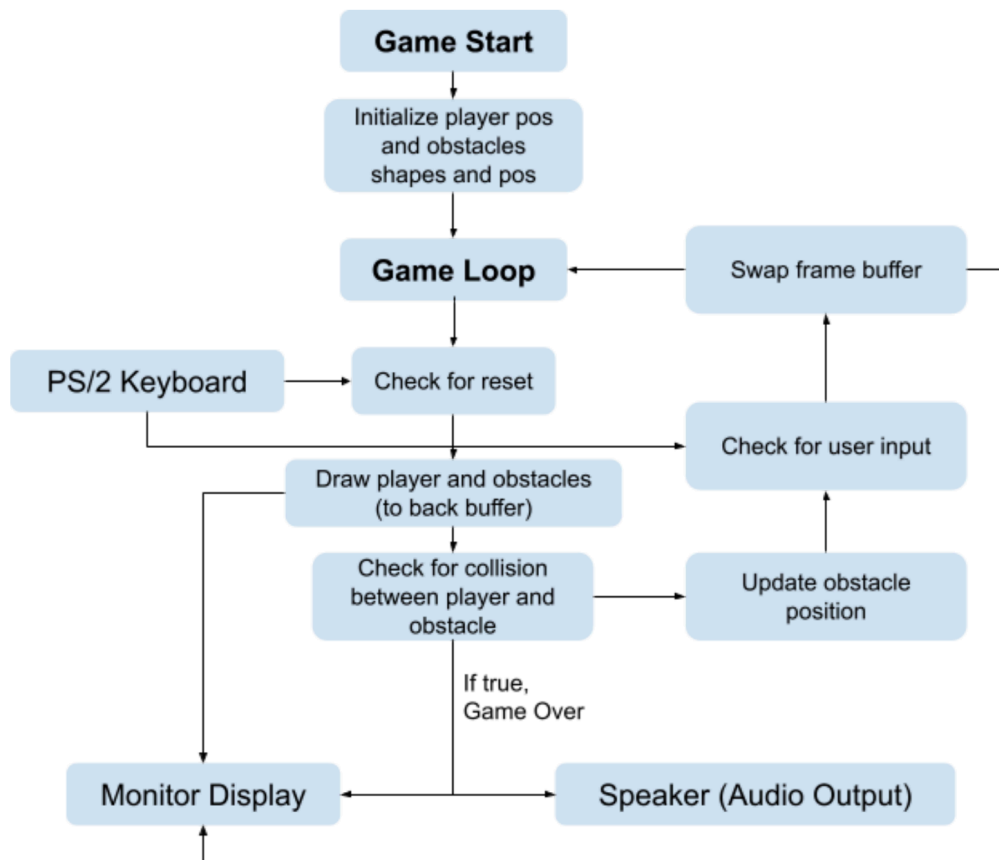 Game Start
Initialize player pos
and obstacles
shapes and pos
Game Loop
Swap frame buffer
PS/2 Keyboard
Check for reset
Check for user input
Draw player and obstacles
(to back buffer)
Check for collision
between player and
obstacle
Update obstacle
position
If true,
Game Over
Monitor Display
Speaker (Audio Output)